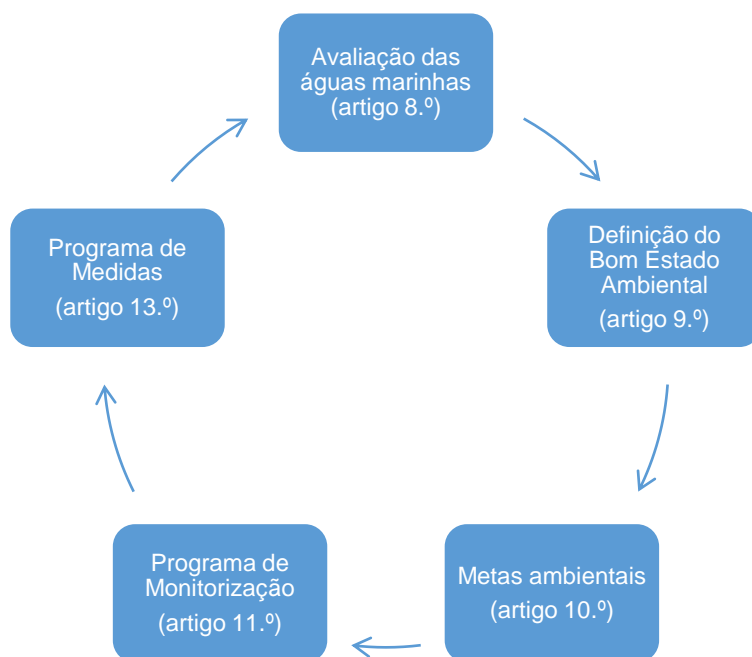 Avaliação das
águas marinhas
(artigo 8.º)
Definição do
Bom Estado
Ambiental
(artigo 9.º)
Metas ambientais
(artigo 10.º)
Programa de
Monitorização
(artigo 11.º)
Programa de
Medidas
(artigo 13.º)